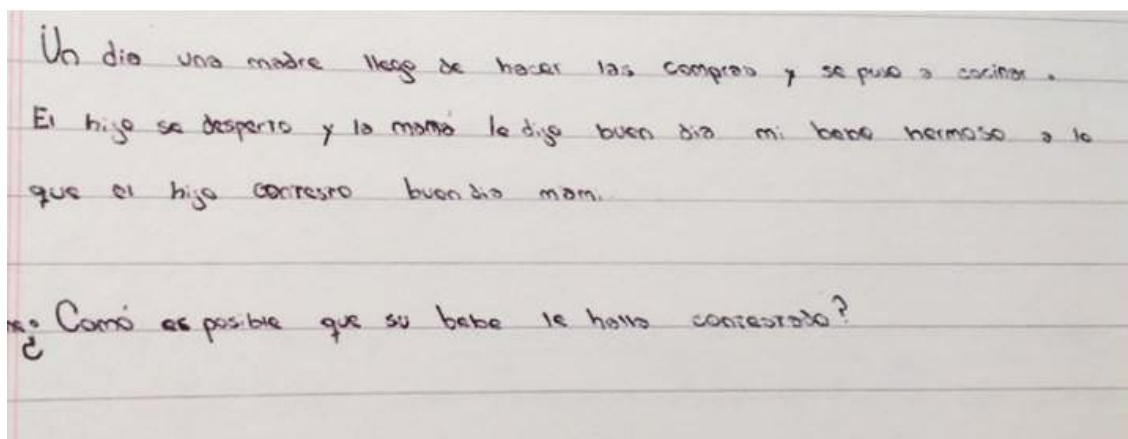 Un dia una madre llego de hacer las compras y se puso a cocinar.
El hijo se desperto y la mamá le dijo buen dia mi bebe hermoso a lo
que el hijo contesto buen dia mami.
¿Comó es posible que su bebe le halla contestado?